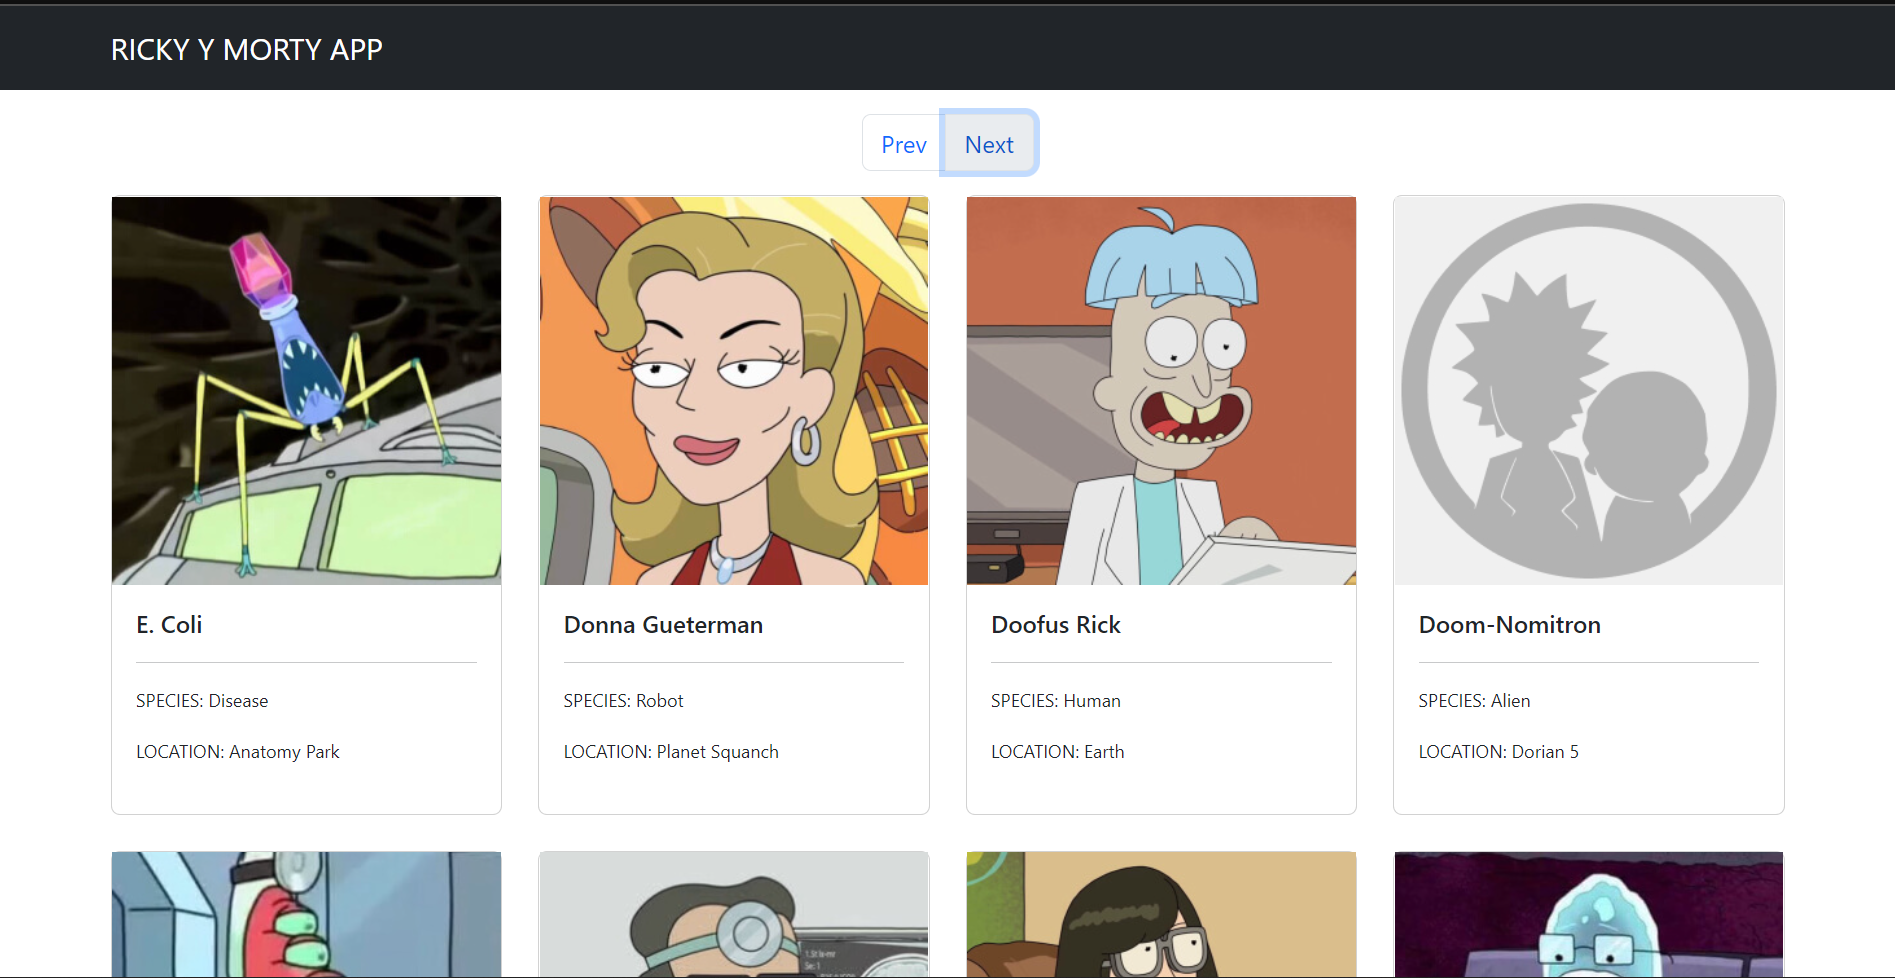 RICKY Y MORTY APP
Prev Next
E. Coli
SPECIES: Disease
LOCATION: Anatomy Park
Donna Gueterman
SPECIES: Robot
LOCATION: Planet Squanch
Doofus Rick
SPECIES: Human
LOCATION: Earth
Doom-Nomitron
SPECIES: Alien
LOCATION: Dorian 5